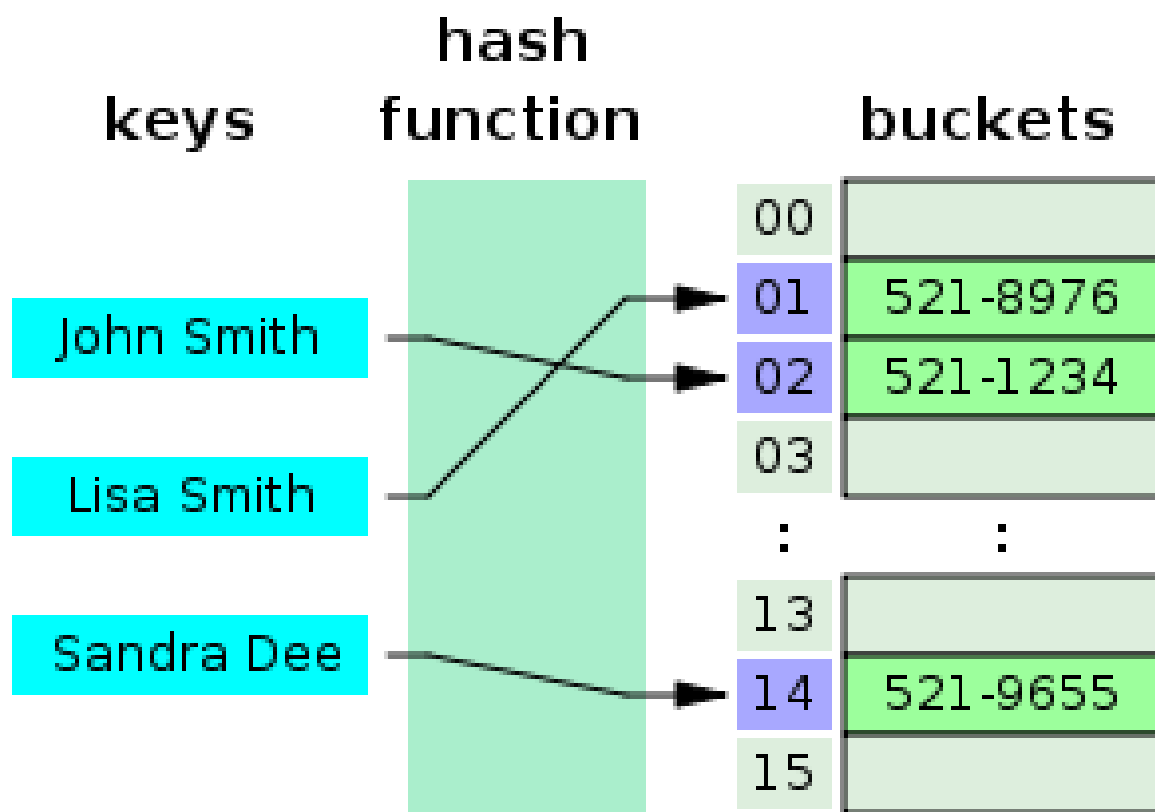 hash
keys function buckets
00
01 521-8976
John Smith
02 521-1234
03
Lisa Smith
: :
13
Sandra Dee
14 521-9655
15